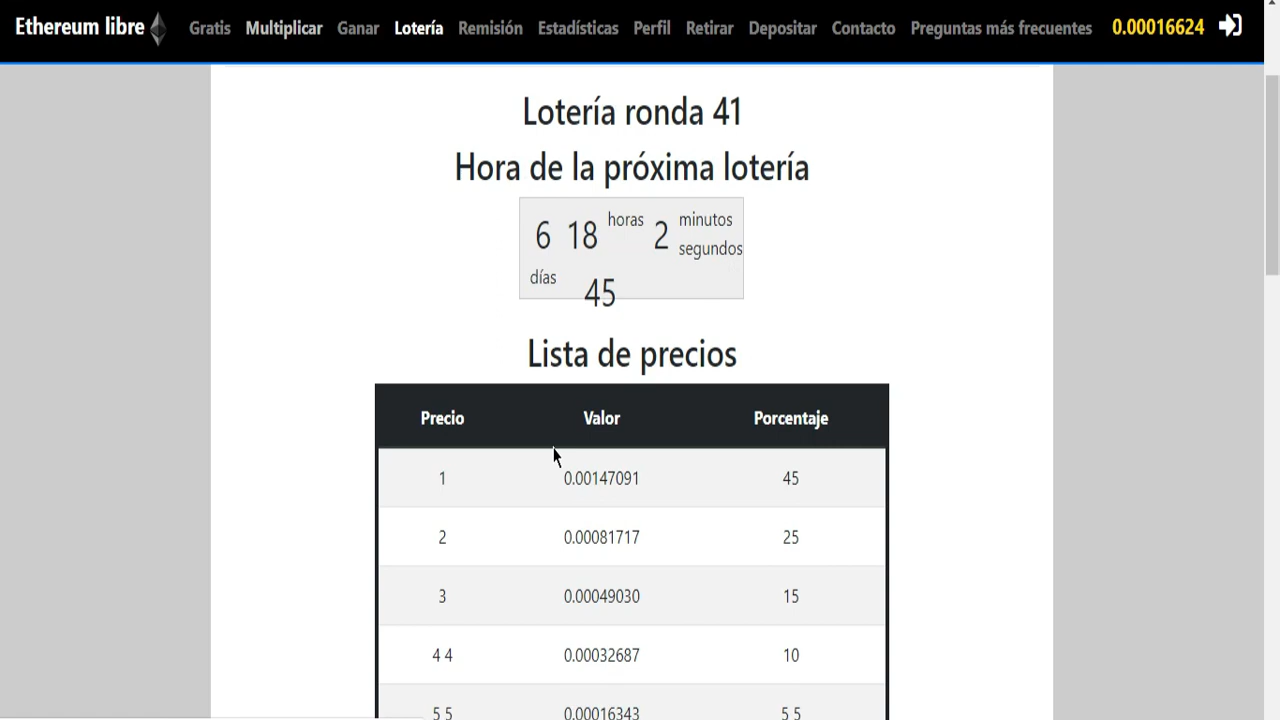 Ethereum libre Gratis Multiplicar Ganar Lotería Remisión Estadísticas Perfil Retirar Depositar Contacto Preguntas más frecuentes 0.00016624
Lotería ronda 41
Hora de la próxima lotería
6 18 horas 2 minutos
segundos
días
45
Lista de precios
Precio Valor Porcentaje
1 0.00147091 45
2 0.00081717 25
3 0.00049030 15
4 4 0.00032687 10
5 5 0.00016343 5 5